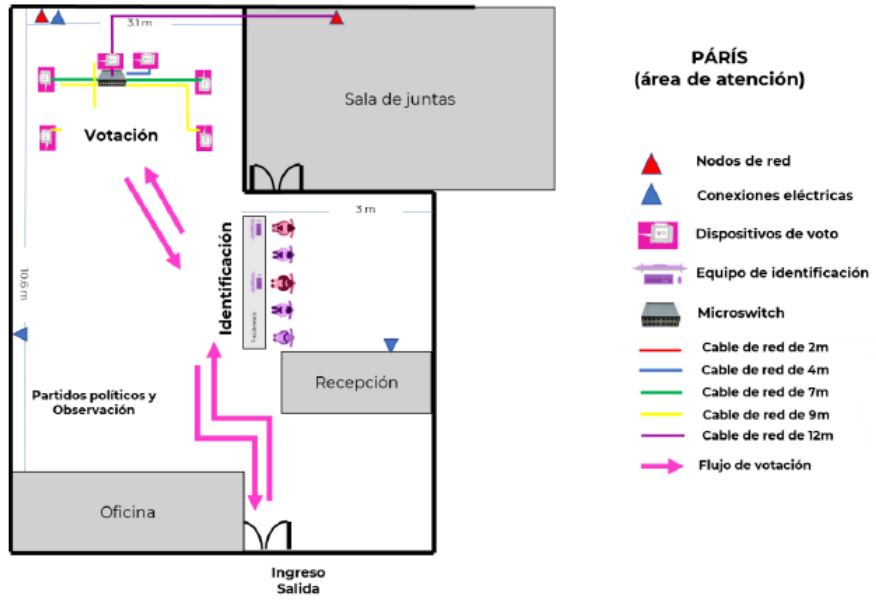 3.1 m
Sala de juntas
Votación
3 m
Identificación
10.6 m
Recepción
Partidos políticos y
Observación
Oficina
Ingreso
Salida
PÁRÍS
(área de atención)
Nodos de red
Conexiones eléctricas
Dispositivos de voto
Equipo de identificación
Microswitch
Cable de red de 2m
Cable de red de 4m
Cable de red de 7m
Cable de red de 9m
Cable de red de 12m
Flujo de votación